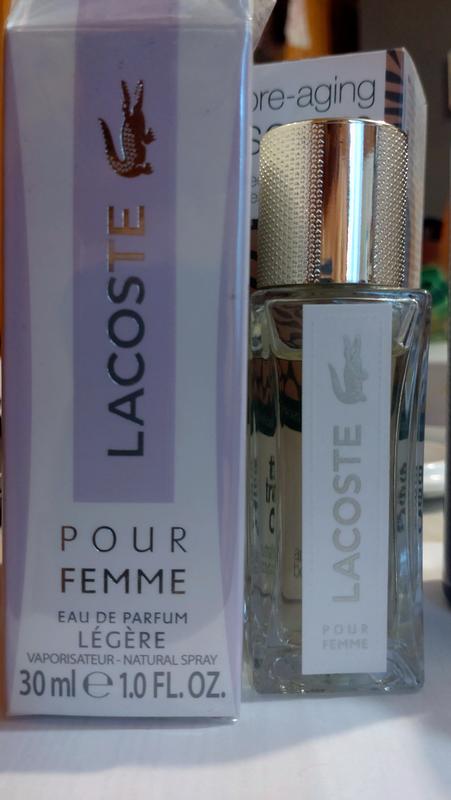 LACOSTE
POUR
FEMME
EAU DE PARFUM
LÉGÈRE
VAPORISATEUR - NATURAL SPRAY
30 ml ℮ 1.0 FL. OZ.
re-aging
LACOSTE
POUR
FEMME